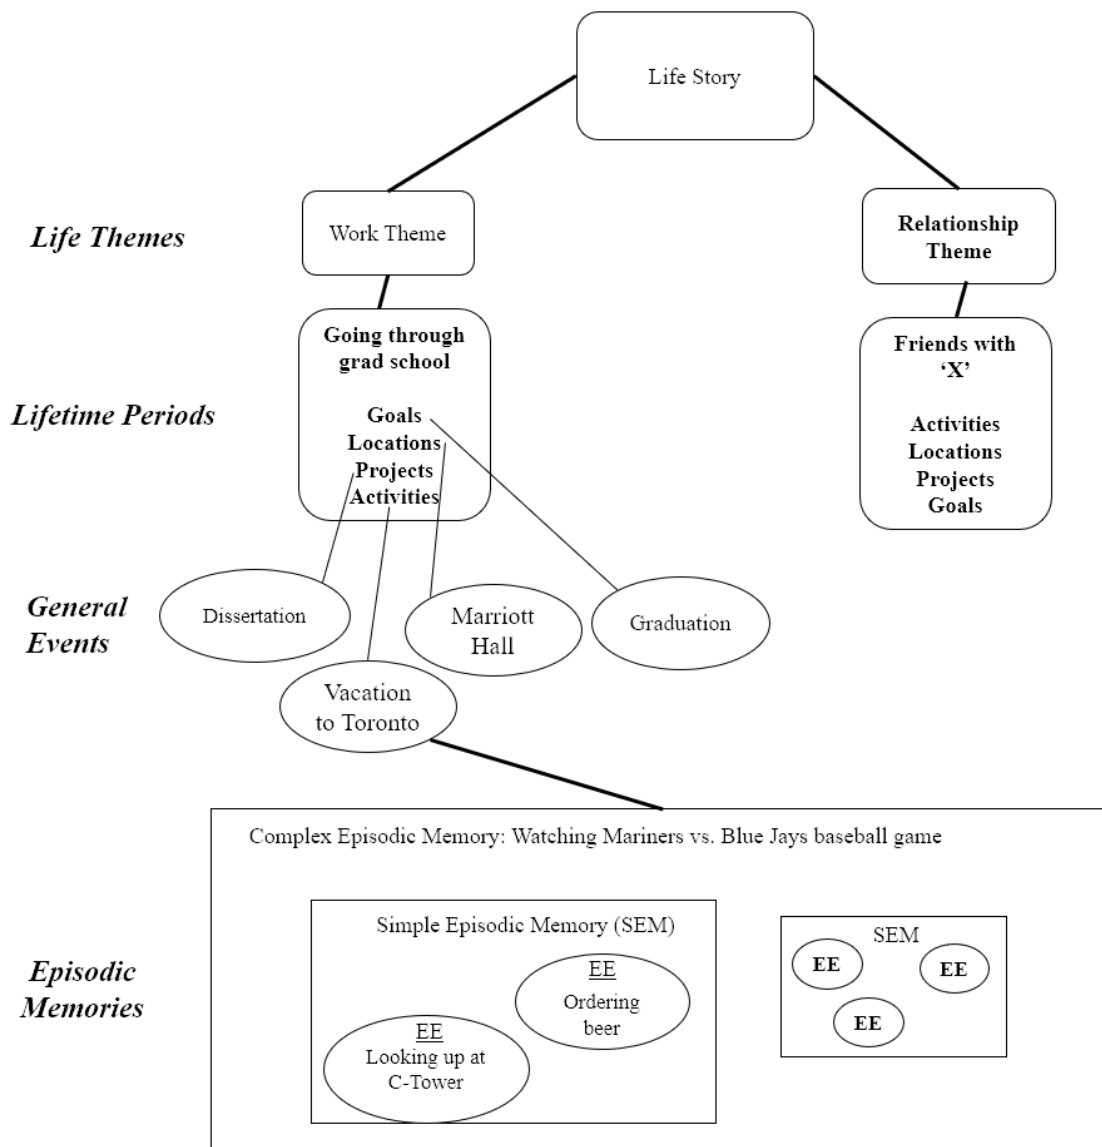 Life Story
Life Themes
Work Theme
Relationship
Theme
Lifetime Periods
Going through
grad school
Goals
Locations
Projects
Activities
Friends with
‘X’
Activities
Locations
Projects
Goals
General
Events
Dissertation
Marriott
Hall
Graduation
Vacation
to Toronto
Episodic
Memories
Complex Episodic Memory: Watching Mariners vs. Blue Jays baseball game
Simple Episodic Memory (SEM)
EE
Ordering
beer
EE
Looking up at
C-Tower
SEM
EE
EE
EE